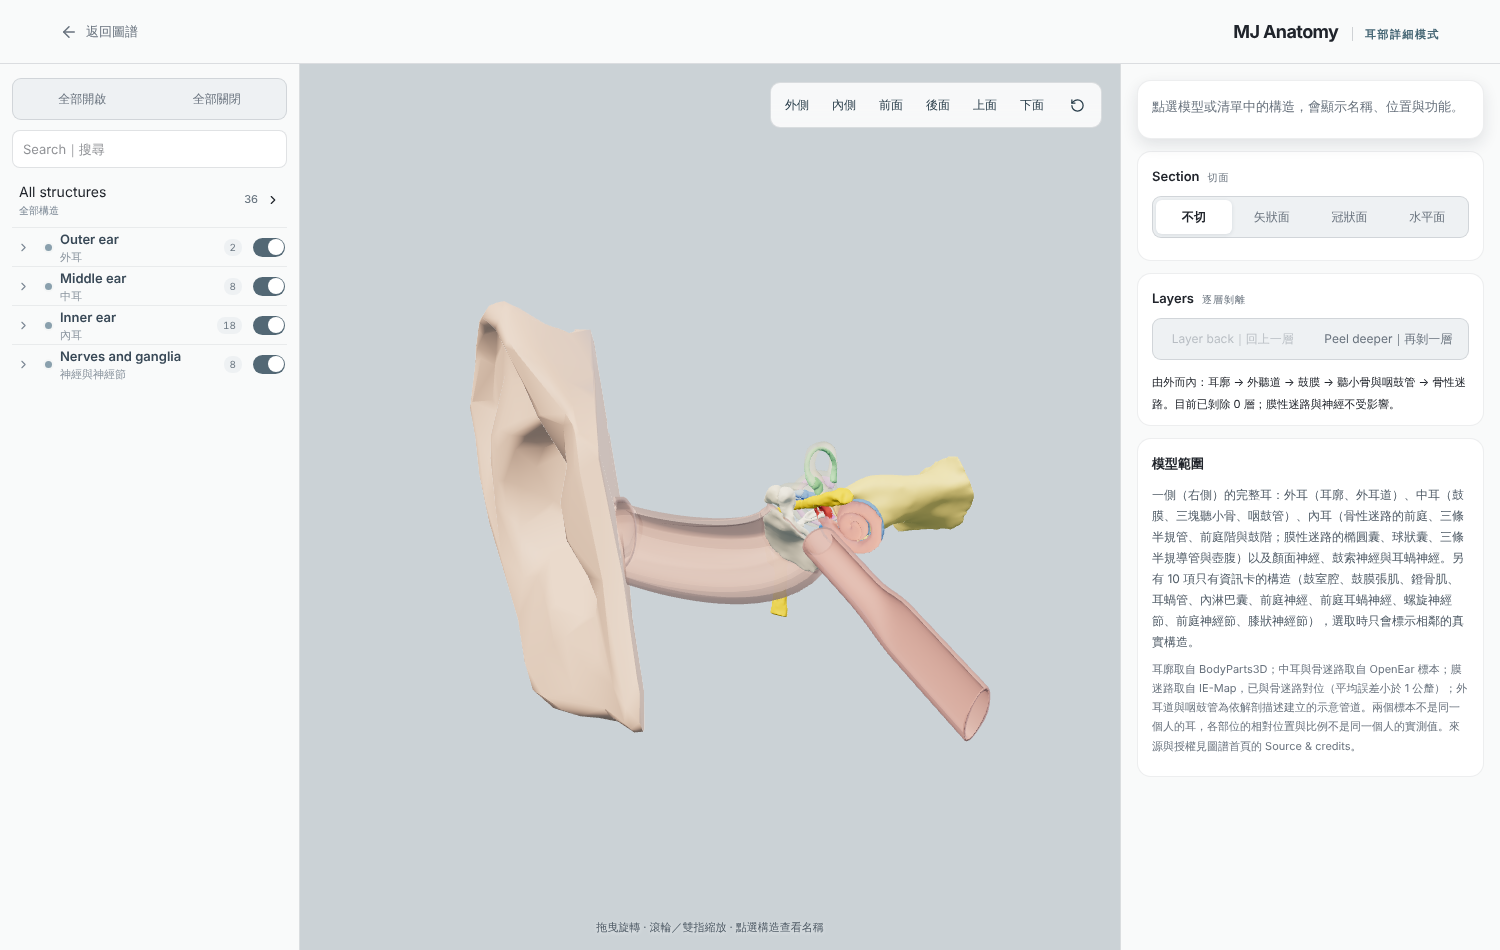 返回圖譜
MJ Anatomy
耳部詳細模式
全部開啟
全部關閉
Search | 搜尋
All structures
全部構造
36
Outer ear
外耳
2
Middle ear
中耳
8
Inner ear
內耳
18
Nerves and ganglia
神經與神經節
8
外側
內側
前面
後面
上面
下面
拖曳旋轉 · 滾輪／雙指縮放 · 點選構造查看名稱
點選模型或清單中的構造，會顯示名稱、位置與功能。
Section 切面
不切
矢狀面
冠狀面
水平面
Layers 逐層剝離
Layer back | 回上一層
Peel deeper | 再剝一層
由外而內：耳廓 → 外聽道 → 鼓膜 → 聽小骨與咽鼓管 → 骨性迷
路。目前已剝除 0 層；膜性迷路與神經不受影響。
模型範圍
一側（右側）的完整耳：外耳（耳廓、外耳道）、中耳（鼓
膜、三塊聽小骨、咽鼓管）、內耳（骨性迷路的前庭、三條
半規管、前庭階與鼓階；膜性迷路的橢圓囊、球狀囊、三條
半規導管與壺腹）以及顏面神經、鼓索神經與耳蝸神經。另
有 10 項只有資訊卡的構造（鼓室腔、鼓膜張肌、鐙骨肌、
耳蝸管、內淋巴囊、前庭神經、前庭耳蝸神經、螺旋神經
節、前庭神經節、膝狀神經節），選取時只會標示相鄰的真
實構造。
耳廓取自 BodyParts3D；中耳與骨迷路取自 OpenEar 標本；膜
迷路取自 IE-Map，已與骨迷路對位（平均誤差小於 1 公釐）；外
耳道與咽鼓管為依解剖描述建立的示意管道。兩個標本不是同一
個人的耳，各部位的相對位置與比例不是同一個人的實測值。來
源與授權見圖譜首頁的 Source & credits。